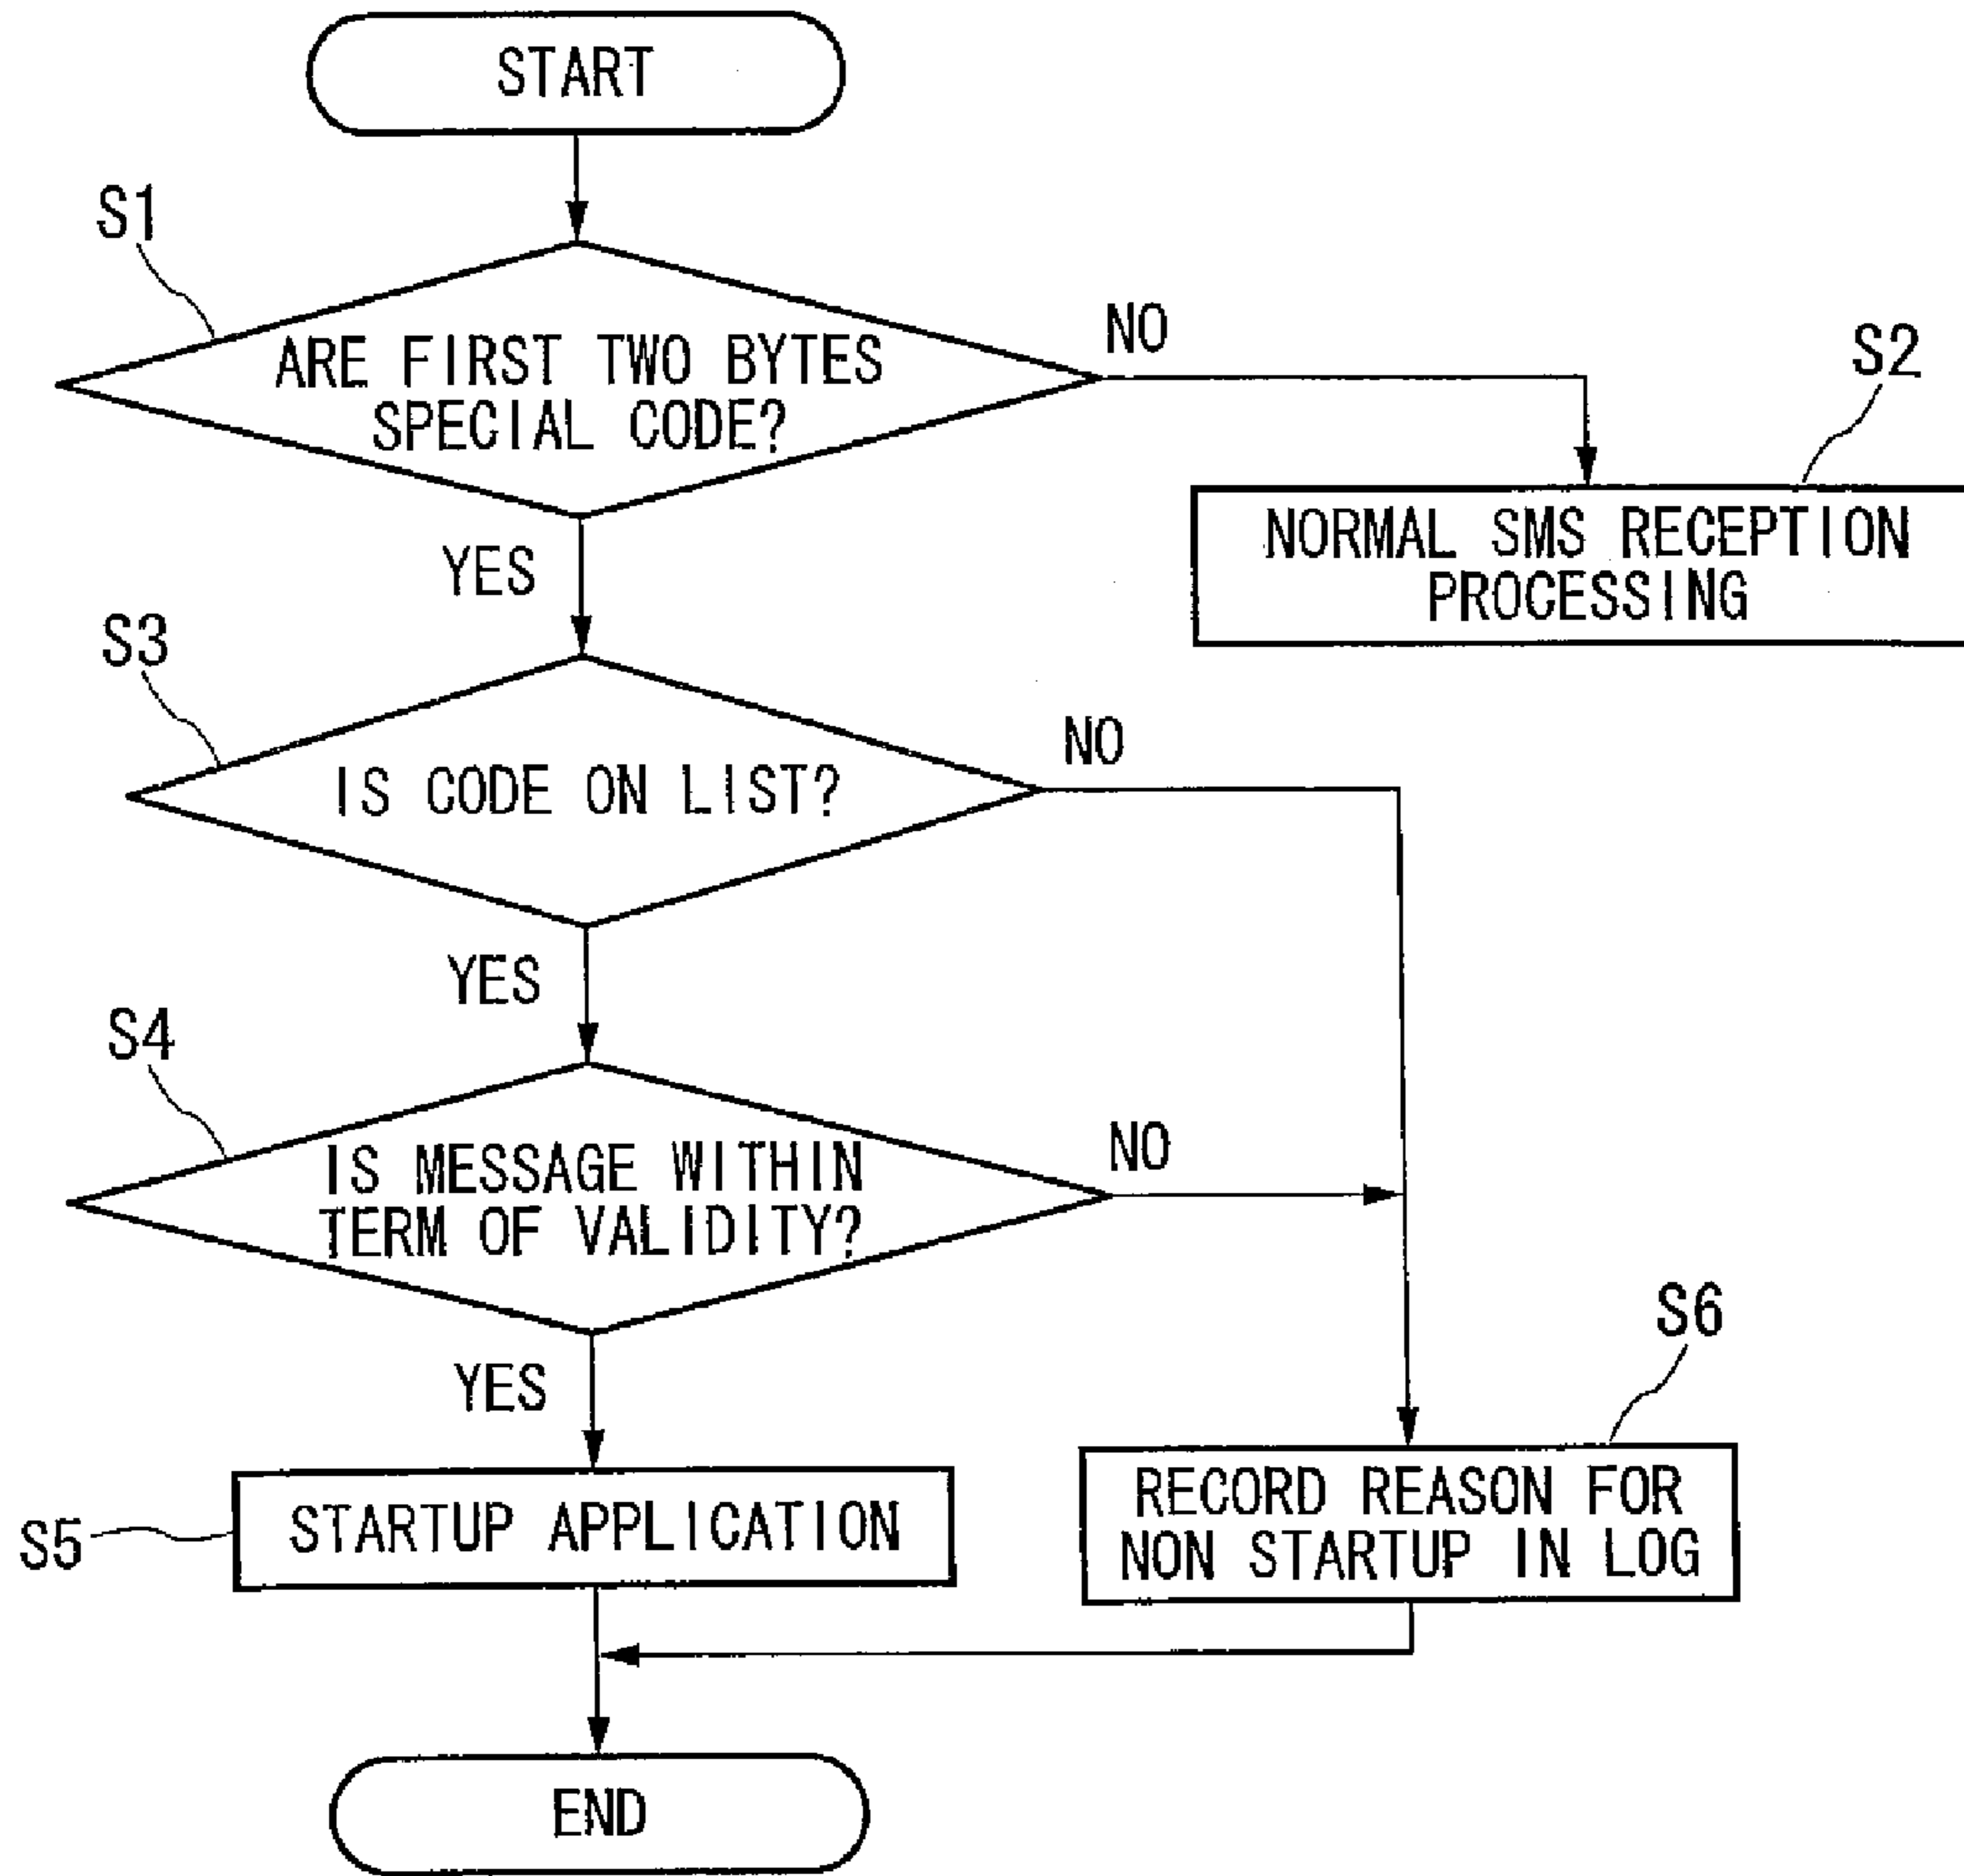 START
S1
ARE FIRST TWO BYTES
SPECIAL CODE?
NO
S2
NORMAL SMS RECEPTION
PROCESSING
YES
S3
IS CODE ON LIST?
NO
YES
S4
IS MESSAGE WITHIN
TERM OF VALIDITY?
NO
YES
S5
STARTUP APPLICATION
S6
RECORD REASON FOR
NON STARTUP IN LOG
END